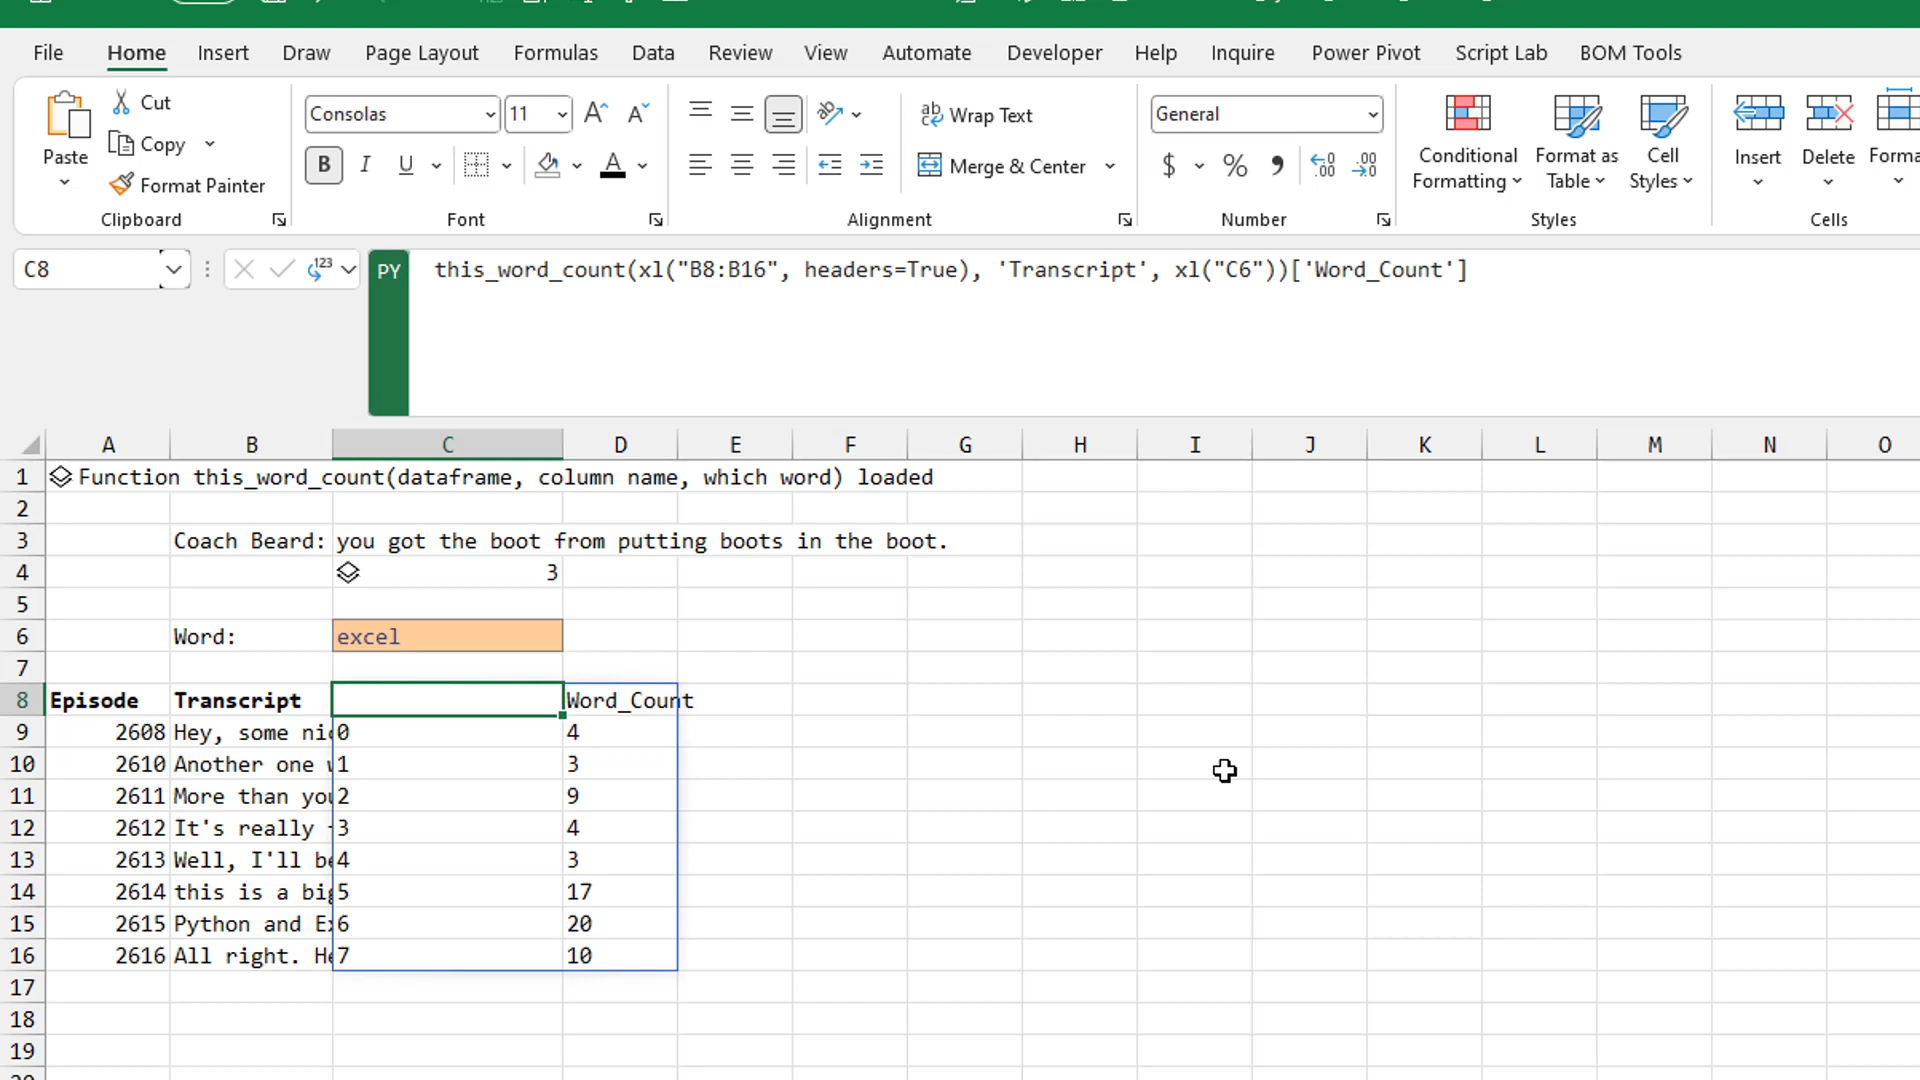 File Home Insert Draw Page Layout Formulas Data Review View Automate Developer Help Inquire Power Pivot Script Lab BOM Tools
Paste
Cut
Copy
Format Painter
Clipboard
Consolas 11
B I U
Font
Wrap Text
Merge & Center
Alignment
General
$ %
Number
Conditional Formatting
Format as Table
Cell Styles
Styles
Insert
Delete
Cells
C8 PY this_word_count(xl("B8:B16", headers=True), 'Transcript', xl("C6"))['Word_Count']
A B C D E F G H I J K L M N O
1 Function this_word_count(dataframe, column name, which word) loaded
2
3 Coach Beard: you got the boot from putting boots in the boot.
4 3
5
6 Word: excel
7
8 Episode Transcript Word_Count
9 2608 Hey, some 0 4
10 2610 Another one 1 3
11 2611 More than 2 9
12 2612 It's really 3 4
13 2613 Well, I'll 4 3
14 2614 this is a 5 17
15 2615 Python and 6 20
16 2616 All right. 7 10
17
18
19